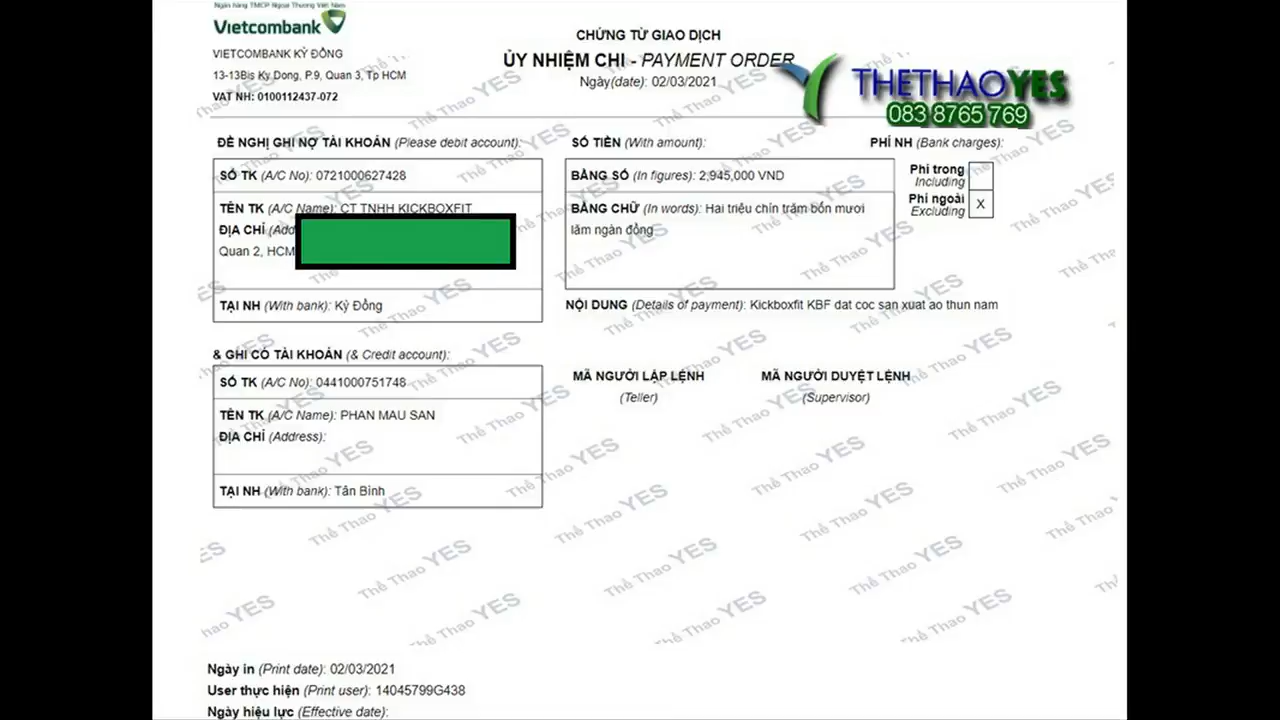 Ngân hàng TMCP Ngoại Thương Việt Nam
Vietcombank
VIETCOMBANK KỲ ĐỒNG
13-13Bis Ky Dong, P.9, Quan 3, Tp HCM
VAT NH: 0100112437-072
CHỨNG TỪ GIAO DỊCH
ỦY NHIỆM CHI - PAYMENT ORDER
Ngày(date): 02/03/2021
THETHAOYES
083 8765 769
ĐỀ NGHỊ GHI NỢ TÀI KHOẢN (Please debit account):
SỐ TK (A/C No): 0721000627428
TÊN TK (A/C Name): CT TNHH KICKBOXFIT
ĐỊA CHỈ (Add
Quan 2, HCM
TẠI NH (With bank): Kỳ Đồng
SỐ TIỀN (With amount):
BẰNG SỐ (In figures): 2,945,000 VND
BẰNG CHỮ (In words): Hai triệu chín trăm bốn mươi
lăm ngàn đồng
PHÍ NH (Bank charges):
Phí trong
Including
Phí ngoài
Excluding
X
NỘI DUNG (Details of payment): Kickboxfit KBF dat coc san xuat ao thun nam
& GHI CÓ TÀI KHOẢN (& Credit account):
SỐ TK (A/C No): 0441000751748
TÊN TK (A/C Name): PHAN MAU SAN
ĐỊA CHỈ (Address):
TẠI NH (With bank): Tân Bình
MÃ NGƯỜI LẬP LỆNH
(Teller)
MÃ NGƯỜI DUYỆT LỆNH
(Supervisor)
Thể Thao YES
Ngày in (Print date): 02/03/2021
User thực hiện (Print user): 14045799G438
Ngày hiệu lực (Effective date):